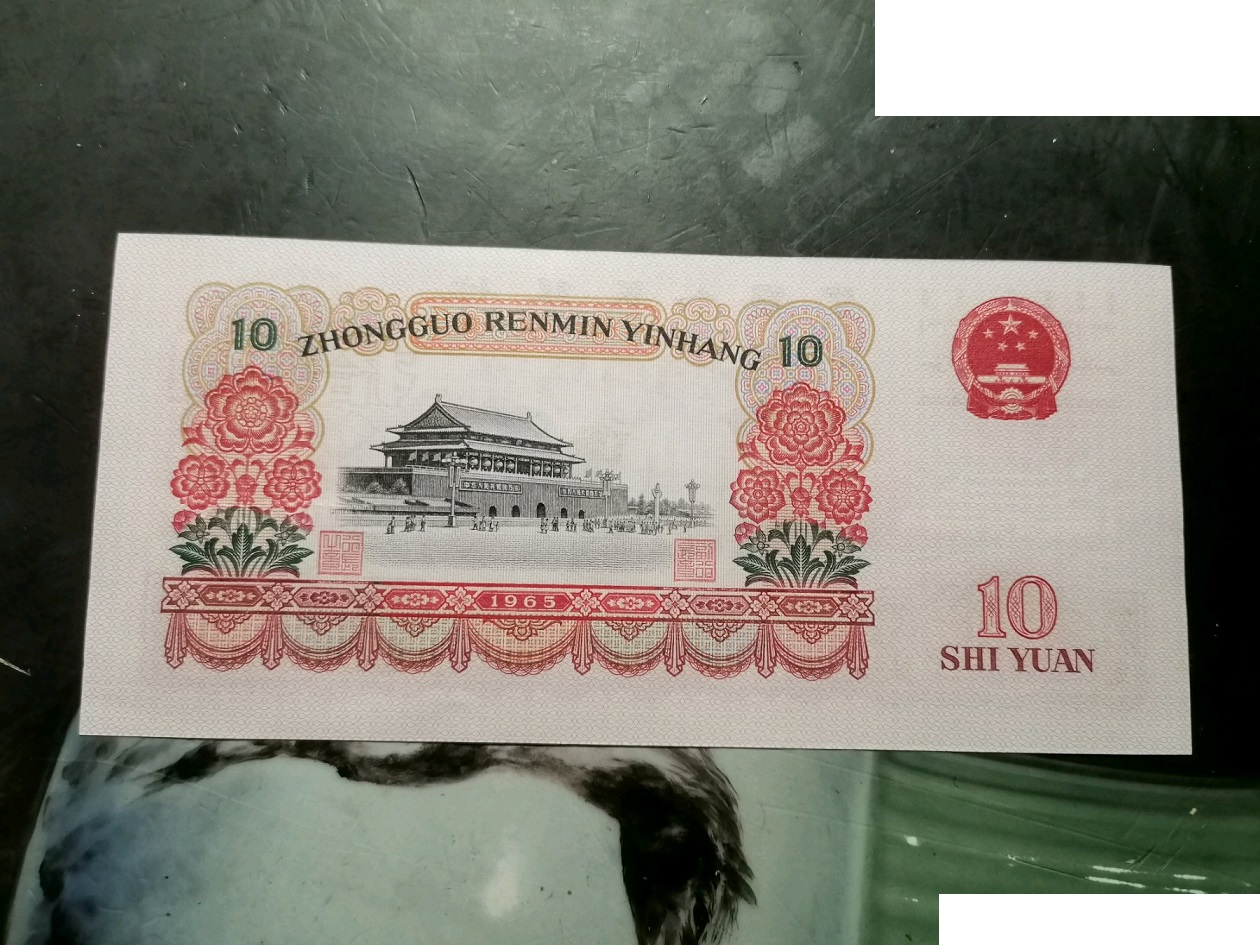 10 ZHONGGUO RENMIN YINHANG 10
1965
10
SHI YUAN